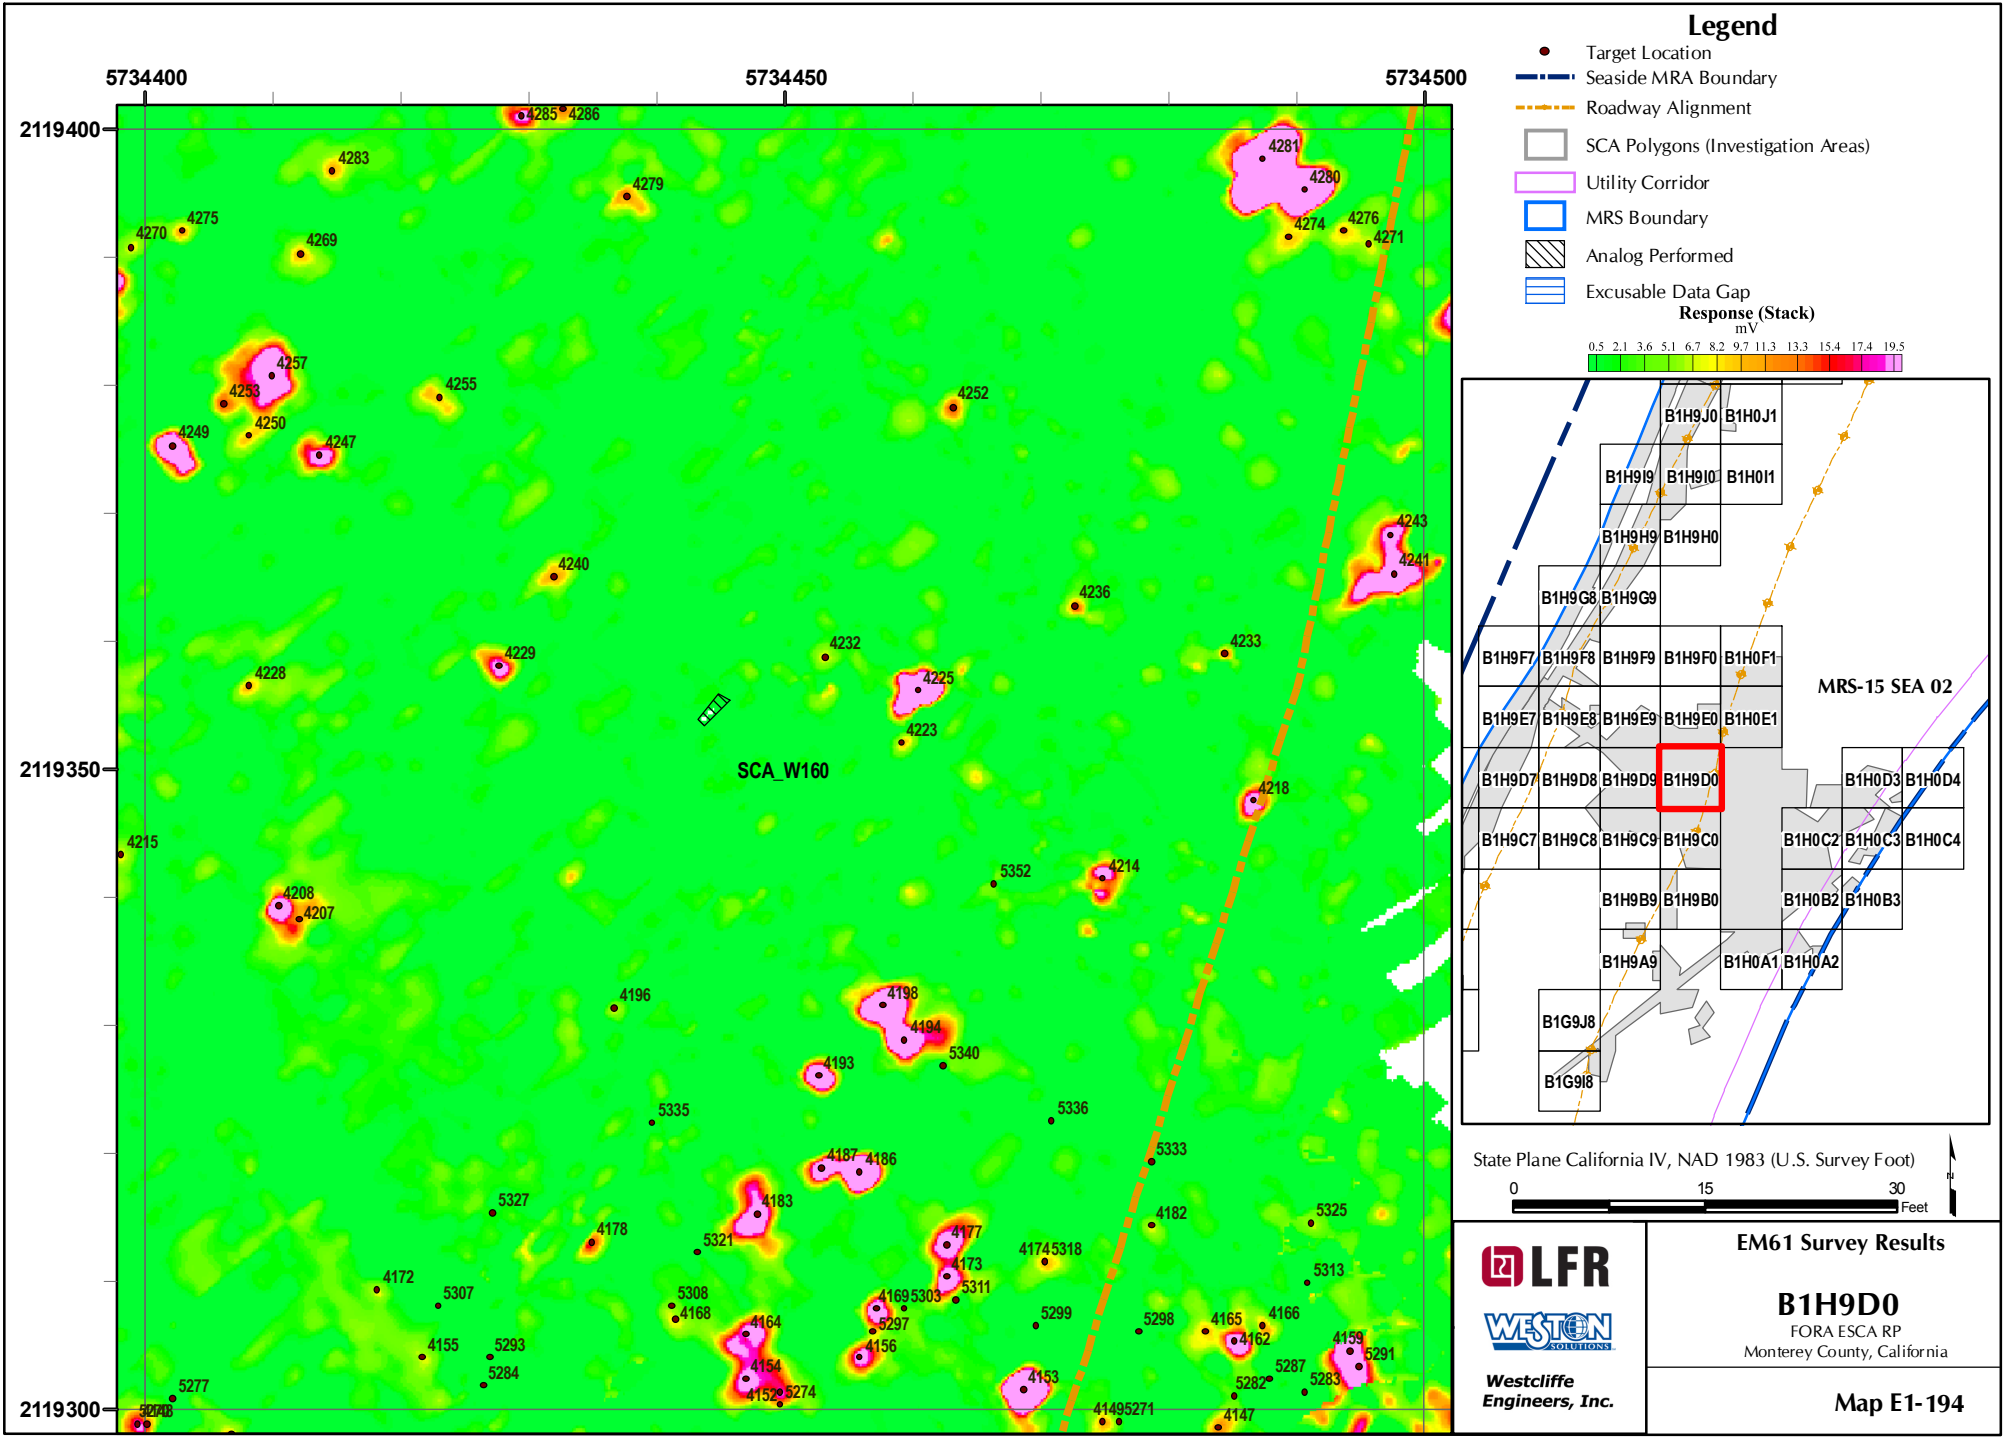 5734400 5734450 5734500
2119400
2119350
2119300
4285 4286
4283
4281
4279
4280
4275
4270
4274 4276
4271
4269
4257
4255
4253
4252
4250
4249
4247
4243
4241
4240
4236
4233
4232
4229
4228
4225
4223
SCA_W160
4218
4215
4214
5352
4208
4207
4198
4196
4194
5340
4193
5335
5336
5333
4187 4186
4183
5327
4182
5325
4178
5321
4177
4174 5318
4173
4172
5313
5311
5307
5308
4169 5303
4168
4164
5297
5299
5298
4165
4166
4162
4159
5291
4156
4155
5293
4154
5284
4153
4152 5274
5287
5282
5283
5277
4149 5271
4147
Legend
Target Location
Seaside MRA Boundary
Roadway Alignment
SCA Polygons (Investigation Areas)
Utility Corridor
MRS Boundary
Analog Performed
Excusable Data Gap
Response (Stack)
mV
0.5 2.1 3.6 5.1 6.7 8.2 9.7 11.3 13.3 15.4 17.4 19.5
B1H9J0 B1H0J1
B1H9I9 B1H9I0 B1H0I1
B1H9H9 B1H9H0
B1H9G8 B1H9G9
B1H9F7 B1H9F8 B1H9F9 B1H9F0 B1H0F1
MRS-15 SEA 02
B1H9E7 B1H9E8 B1H9E9 B1H9E0 B1H0E1
B1H9D7 B1H9D8 B1H9D9 B1H9D0 B1H0D3 B1H0D4
B1H9C7 B1H9C8 B1H9C9 B1H9C0 B1H0C2 B1H0C3 B1H0C4
B1H9B9 B1H9B0 B1H0B2 B1H0B3
B1H9A9 B1H0A1 B1H0A2
B1G9J8
B1G9I8
State Plane California IV, NAD 1983 (U.S. Survey Foot)
0 15 30
Feet
N
LFR
WESTON
SOLUTIONS
Westcliffe
Engineers, Inc.
EM61 Survey Results
B1H9D0
FORA ESCA RP
Monterey County, California
Map E1-194